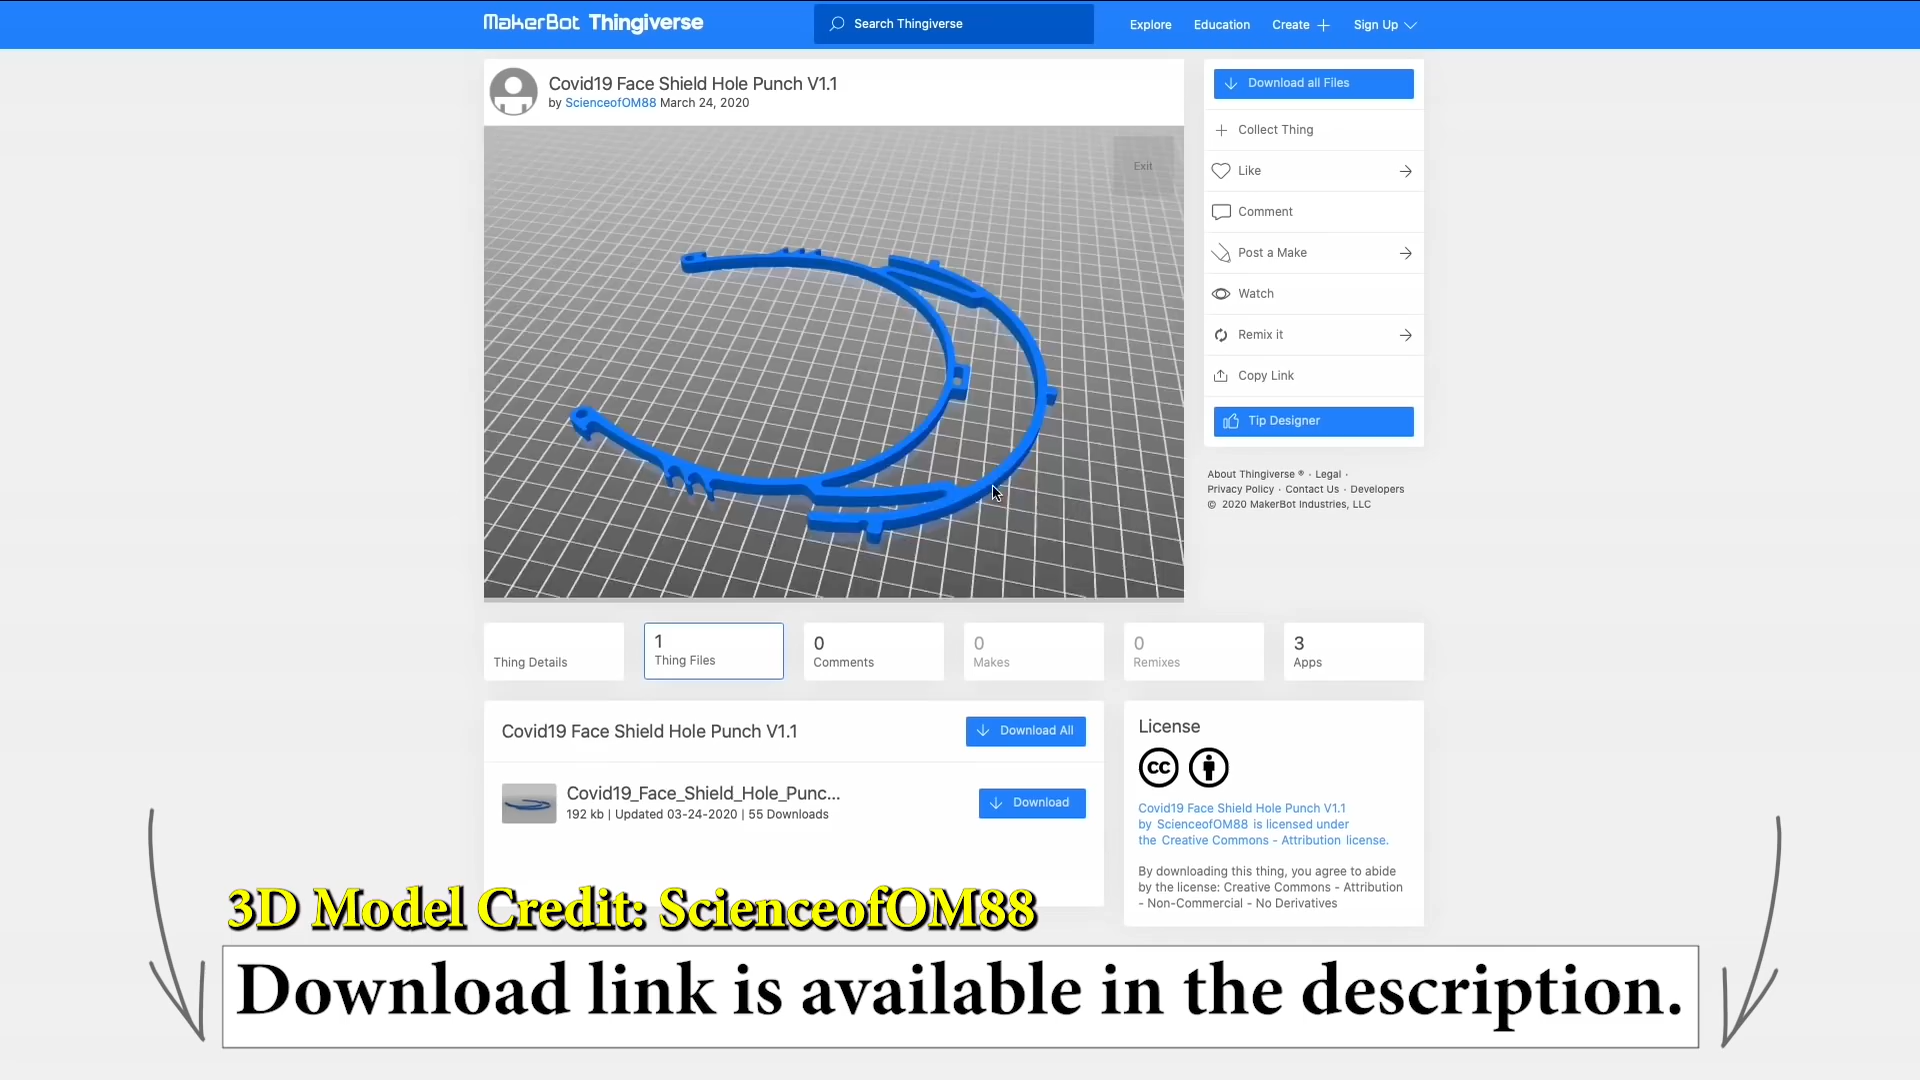 MakerBot Thingiverse
Search Thingiverse
Explore
Education
Create
Sign Up
Covid19 Face Shield Hole Punch V1.1
by ScienceofOM88 March 24, 2020
Exit
Download all Files
Collect Thing
Like
Comment
Post a Make
Watch
Remix it
Copy Link
Tip Designer
About Thingiverse ® · Legal ·
Privacy Policy · Contact Us · Developers
© 2020 MakerBot Industries, LLC
Thing Details
1
Thing Files
0
Comments
0
Makes
0
Remixes
3
Apps
Covid19 Face Shield Hole Punch V1.1
Download All
Covid19_Face_Shield_Hole_Punc...
192 kb | Updated 03-24-2020 | 55 Downloads
Download
License
cc
Covid19 Face Shield Hole Punch V1.1
by ScienceofOM88 is licensed under
the Creative Commons - Attribution license.
By downloading this thing, you agree to abide
by the license: Creative Commons - Attribution
- Non-Commercial - No Derivatives
3D Model Credit: ScienceofOM88
Download link is available in the description.